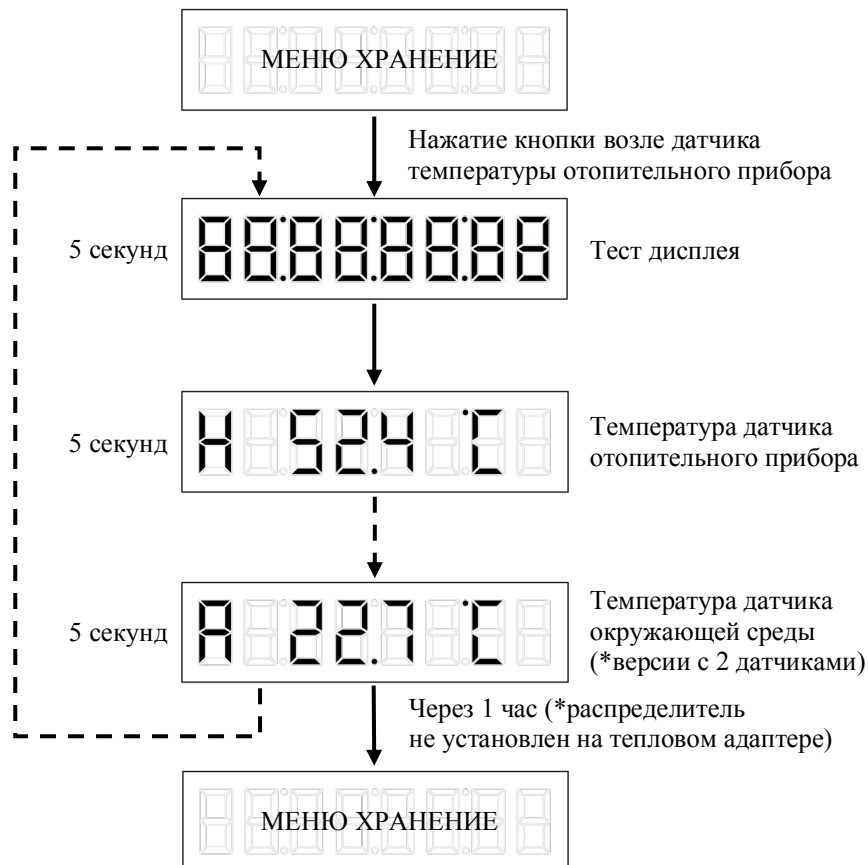 МЕНЮ ХРАНЕНИЕ
Нажатие кнопки возле датчика
температуры отопительного прибора
5 секунд
88:88:88:88
Тест дисплея
5 секунд
H 52.4 °C
Температура датчика
отопительного прибора
5 секунд
A 22.7 °C
Температура датчика
окружающей среды
(*версии с 2 датчиками)
Через 1 час (*распределитель
не установлен на тепловом адаптере)
МЕНЮ ХРАНЕНИЕ